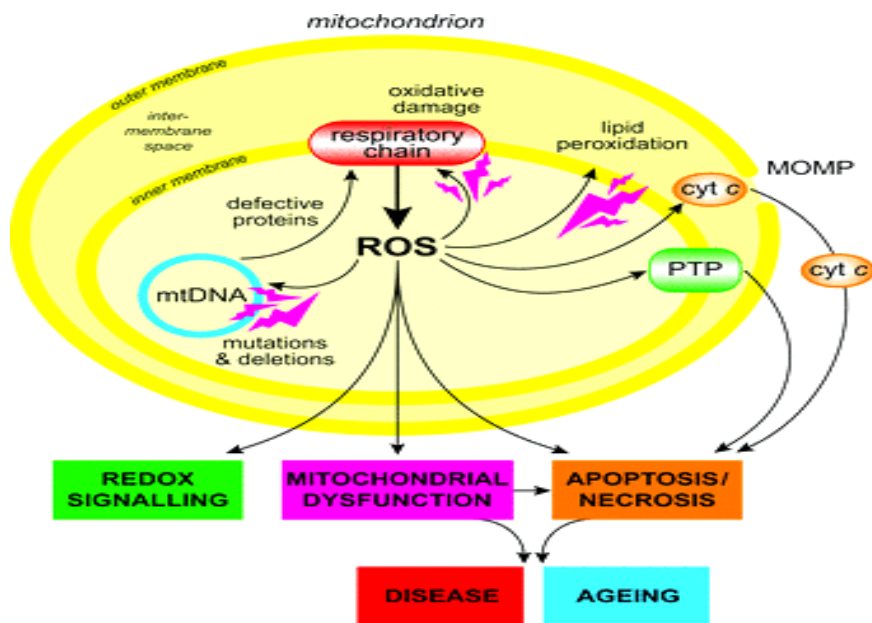 mitochondrion
outer membrane
inter-
membrane
space
inner membrane
oxidative
damage
respiratory
chain
lipid
peroxidation
MOMP
cyt c
cyt c
defective
proteins
ROS
PTP
mtDNA
mutations
& deletions
REDOX
SIGNALLING
MITOCHONDRIAL
DYSFUNCTION
APOPTOSIS/
NECROSIS
DISEASE
AGEING